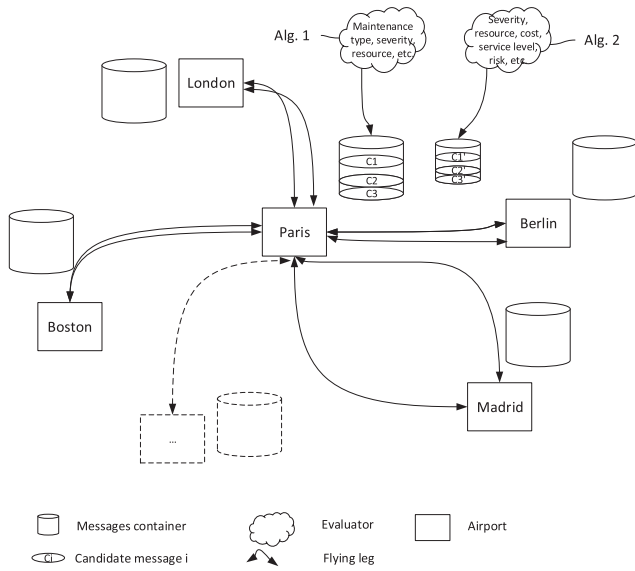 Alg. 1
Maintenance
type, severity,
resource, etc
Severity,
resource, cost,
service level,
risk, etc
Alg. 2
London
C1
C2
C3
C1'
C2'
C3'
Paris
Berlin
Boston
Madrid
...
Messages container
Evaluator
Airport
Ci
Candidate message i
Flying leg